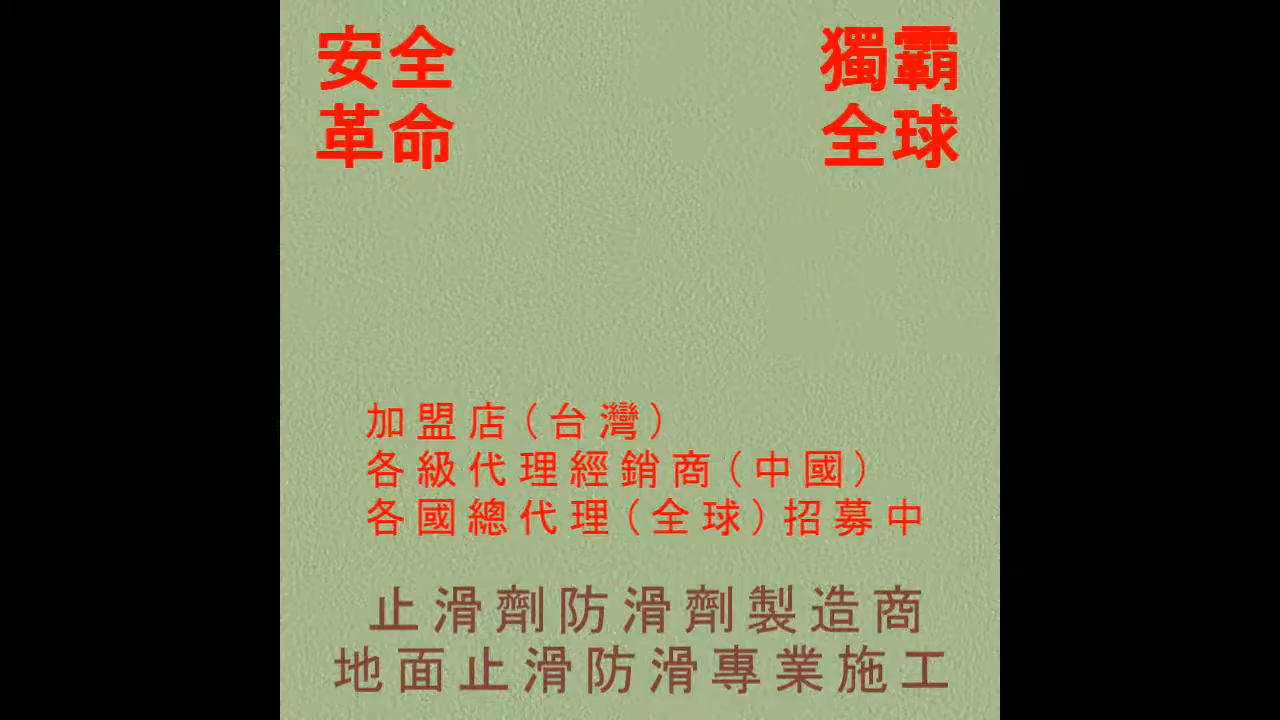 安全
革命
獨霸
全球
加盟店(台灣)
各級代理經銷商(中國)
各國總代理(全球)招募中
止滑劑防滑劑製造商
地面止滑防滑專業施工